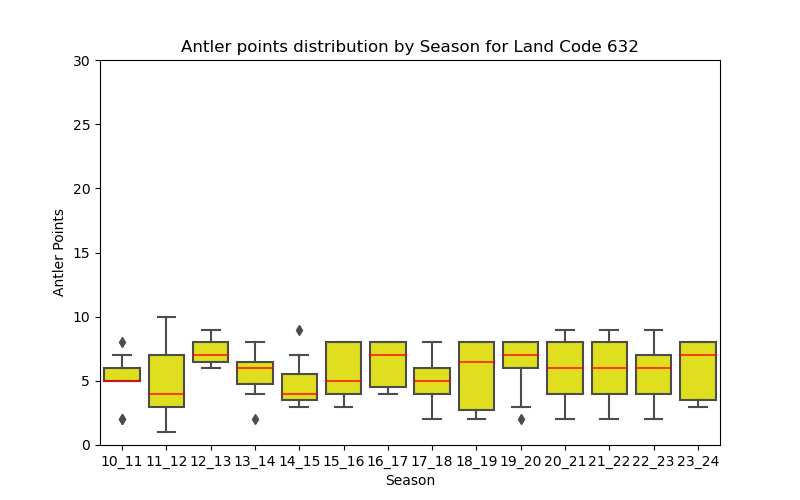 Antler points distribution by Season for Land Code 632
30
25
20
15
10
5
0
Antler Points
10_11 11_12 12_13 13_14 14_15 15_16 16_17 17_18 18_19 19_20 20_21 21_22 22_23 23_24
Season